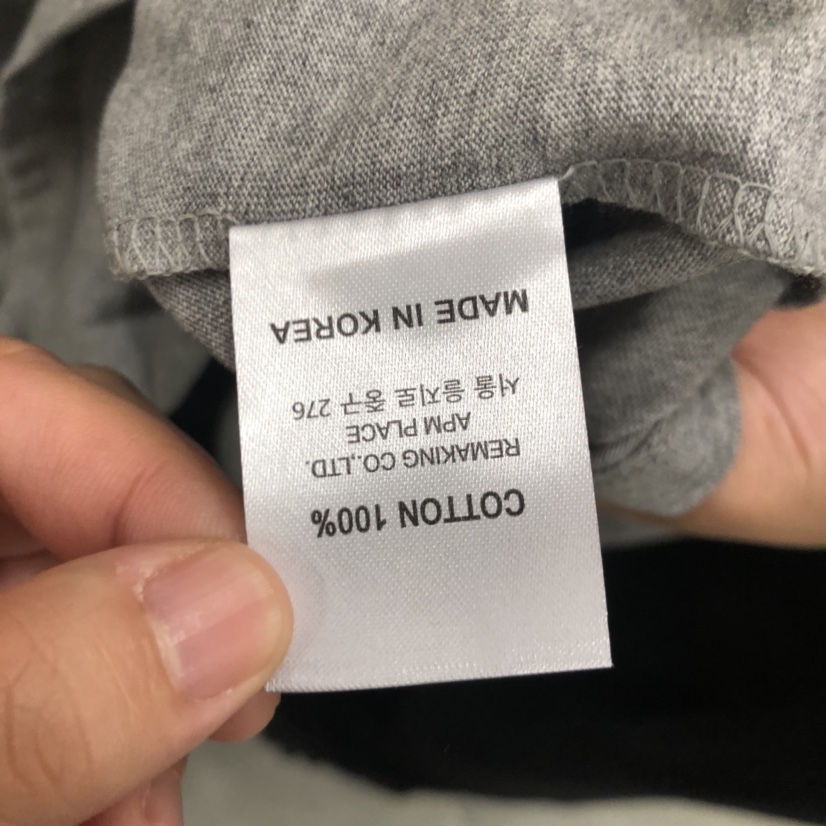 COTTON 100%
REMAKING CO.,LTD.
APM PLACE
서울 을지로 중구 276
MADE IN KOREA